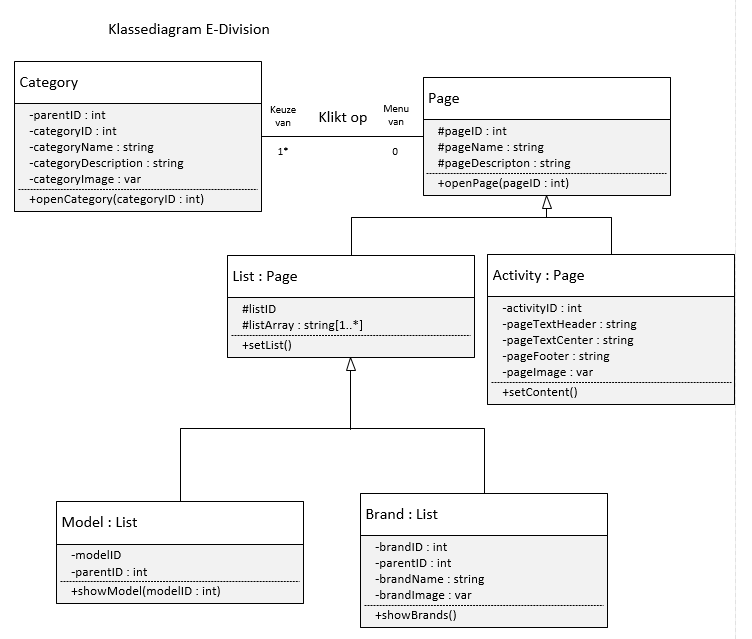 Klassediagram E-Division
Category
-parentID : int
-categoryID : int
-categoryName : string
-categoryDescription : string
-categoryImage : var
+openCategory(categoryID : int)
Keuze
van
Klikt op
Menu
van
1*
0
Page
#pageID : int
#pageName : string
#pageDescripton : string
+openPage(pageID : int)
List : Page
#listID
#listArray : string[1..*]
+setList()
Activity : Page
-activityID : int
-pageTextHeader : string
-pageTextCenter : string
-pageFooter : string
-pageImage : var
+setContent()
Model : List
-modelID
-parentID : int
+showModel(modelID : int)
Brand : List
-brandID : int
-parentID : int
-brandName : string
-brandImage : var
+showBrands()